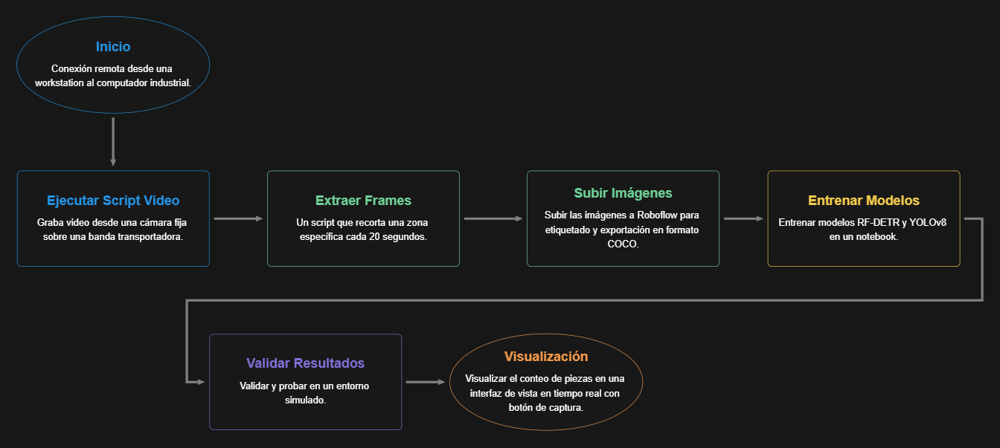 Inicio
Conexión remota desde una
workstation al computador industrial.
Ejecutar Script Video
Graba video desde una cámara fija
sobre una banda transportadora.
Extraer Frames
Un script que recorta una zona
específica cada 20 segundos.
Subir Imágenes
Subir las imágenes a Roboflow para
etiquetado y exportación en formato
COCO.
Entrenar Modelos
Entrenar modelos RF-DETR y YOLOv8
en un notebook.
Validar Resultados
Validar y probar en un entorno
simulado.
Visualización
Visualizar el conteo de piezas en una
interfaz de vista en tiempo real con
botón de captura.